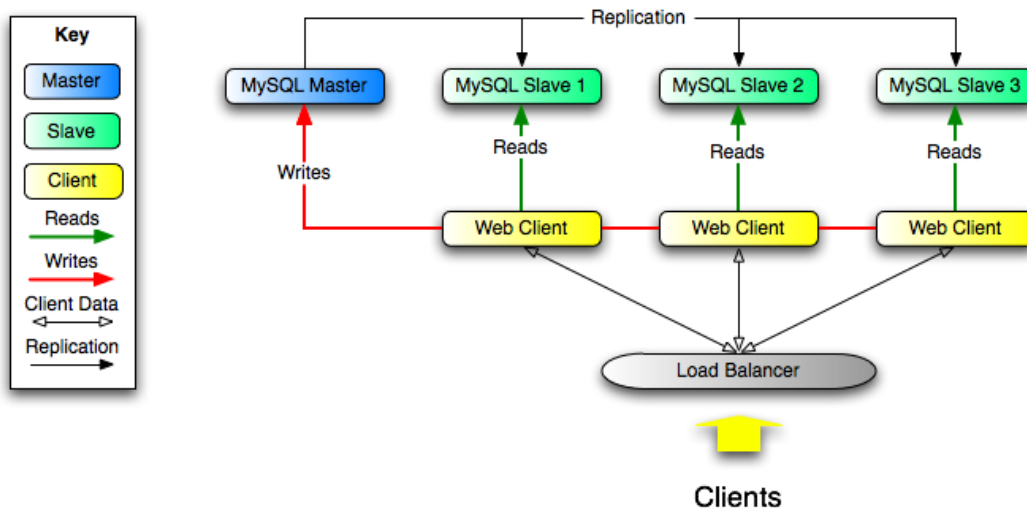 Key
Master
Slave
Client
Reads
Writes
Client Data
Replication
Replication
MySQL Master
MySQL Slave 1
MySQL Slave 2
MySQL Slave 3
Writes
Reads
Reads
Reads
Web Client
Web Client
Web Client
Load Balancer
Clients